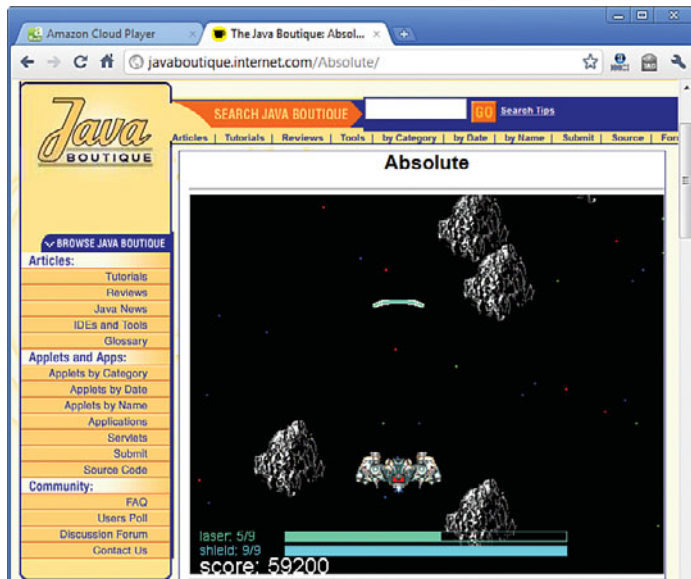 Amazon Cloud Player
The Java Boutique: Absol...
javaboutique.internet.com/Absolute/
Java
BOUTIQUE
SEARCH JAVA BOUTIQUE
GO
Search Tips
Articles | Tutorials | Reviews | Tools | by Category | by Date | by Name | Submit | Source | For
Absolute
BROWSE JAVA BOUTIQUE
Articles:
Tutorials
Reviews
Java News
IDEs and Tools
Glossary
Applets and Apps:
Applets by Category
Applets by Date
Applets by Name
Applications
Servlets
Submit
Source Code
Community:
FAQ
Users Poll
Discussion Forum
Contact Us
laser: 5/9
shield: 9/9
score: 59200